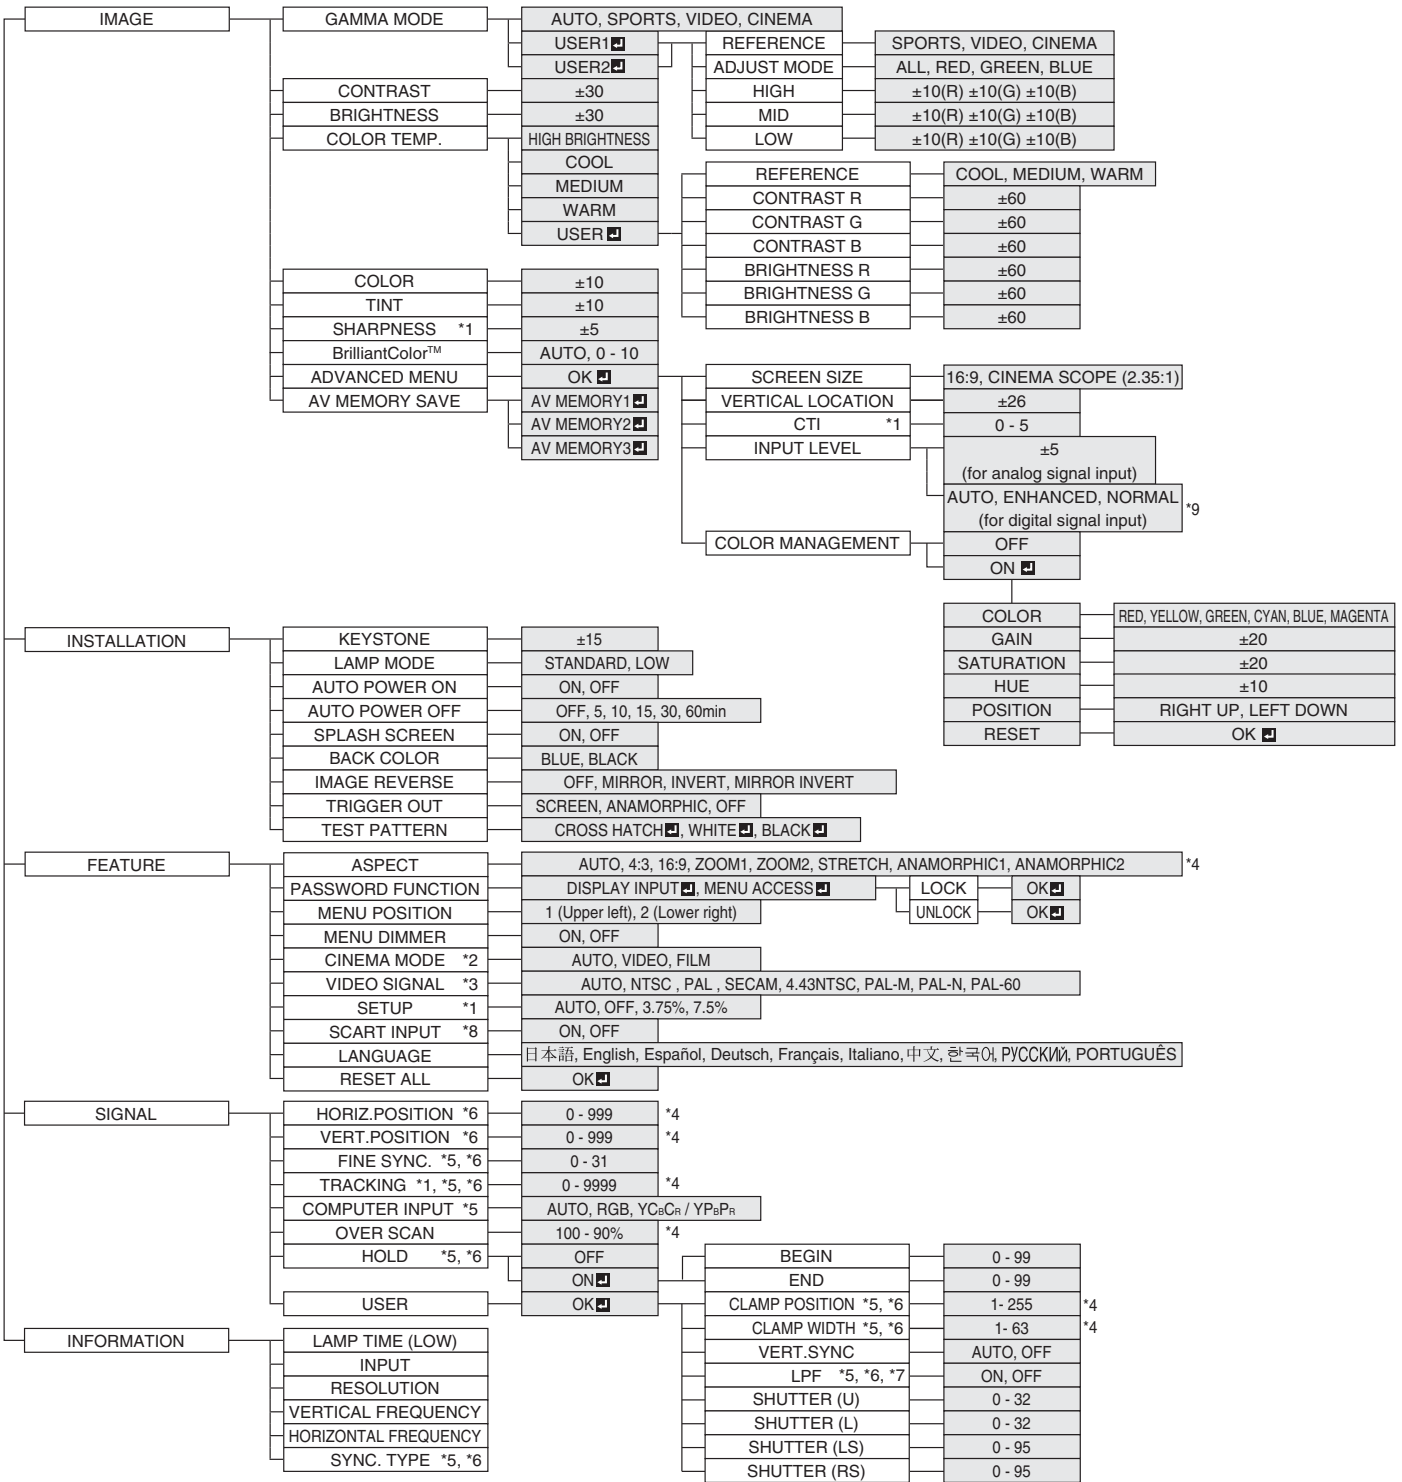 IMAGE GAMMA MODE AUTO, SPORTS, VIDEO, CINEMA
USER1 REFERENCE SPORTS, VIDEO, CINEMA
USER2 ADJUST MODE ALL, RED, GREEN, BLUE
CONTRAST ±30 HIGH ±10(R) ±10(G) ±10(B)
BRIGHTNESS ±30 MID ±10(R) ±10(G) ±10(B)
COLOR TEMP. HIGH BRIGHTNESS LOW ±10(R) ±10(G) ±10(B)
COOL
REFERENCE COOL, MEDIUM, WARM
MEDIUM CONTRAST R ±60
WARM CONTRAST G ±60
USER CONTRAST B ±60
BRIGHTNESS R ±60
COLOR ±10 BRIGHTNESS G ±60
TINT ±10 BRIGHTNESS B ±60
SHARPNESS *1 ±5
BrilliantColor™ AUTO, 0 - 10
ADVANCED MENU OK SCREEN SIZE 16:9, CINEMA SCOPE (2.35:1)
AV MEMORY SAVE AV MEMORY1 VERTICAL LOCATION ±26
AV MEMORY2 CTI *1 0 - 5
AV MEMORY3 INPUT LEVEL ±5
(for analog signal input)
AUTO, ENHANCED, NORMAL
(for digital signal input) *9
COLOR MANAGEMENT OFF
ON
COLOR RED, YELLOW, GREEN, CYAN, BLUE, MAGENTA
INSTALLATION KEYSTONE ±15 GAIN ±20
LAMP MODE STANDARD, LOW SATURATION ±20
AUTO POWER ON ON, OFF HUE ±10
AUTO POWER OFF OFF, 5, 10, 15, 30, 60min POSITION RIGHT UP, LEFT DOWN
SPLASH SCREEN ON, OFF RESET OK
BACK COLOR BLUE, BLACK
IMAGE REVERSE OFF, MIRROR, INVERT, MIRROR INVERT
TRIGGER OUT SCREEN, ANAMORPHIC, OFF
TEST PATTERN CROSS HATCH, WHITE, BLACK
FEATURE ASPECT AUTO, 4:3, 16:9, ZOOM1, ZOOM2, STRETCH, ANAMORPHIC1, ANAMORPHIC2 *4
PASSWORD FUNCTION DISPLAY INPUT, MENU ACCESS LOCK OK
MENU POSITION 1 (Upper left), 2 (Lower right) UNLOCK OK
MENU DIMMER ON, OFF
CINEMA MODE *2 AUTO, VIDEO, FILM
VIDEO SIGNAL *3 AUTO, NTSC , PAL , SECAM, 4.43NTSC, PAL-M, PAL-N, PAL-60
SETUP *1 AUTO, OFF, 3.75%, 7.5%
SCART INPUT *8 ON, OFF
LANGUAGE 日本語, English, Español, Deutsch, Français, Italiano, 中文, 한국어, РУССКИЙ, PORTUGUÊS
RESET ALL OK
SIGNAL HORIZ.POSITION *6 0 - 999 *4
VERT.POSITION *6 0 - 999 *4
FINE SYNC. *5, *6 0 - 31
TRACKING *1, *5, *6 0 - 9999 *4
COMPUTER INPUT *5 AUTO, RGB, YCBCR / YPBPR
OVER SCAN 100 - 90% *4
HOLD *5, *6 OFF BEGIN 0 - 99
ON END 0 - 99
USER OK CLAMP POSITION *5, *6 1- 255 *4
INFORMATION LAMP TIME (LOW) CLAMP WIDTH *5, *6 1- 63 *4
INPUT VERT.SYNC AUTO, OFF
RESOLUTION LPF *5, *6, *7 ON, OFF
VERTICAL FREQUENCY SHUTTER (U) 0 - 32
HORIZONTAL FREQUENCY SHUTTER (L) 0 - 32
SYNC. TYPE *5, *6 SHUTTER (LS) 0 - 95
SHUTTER (RS) 0 - 95